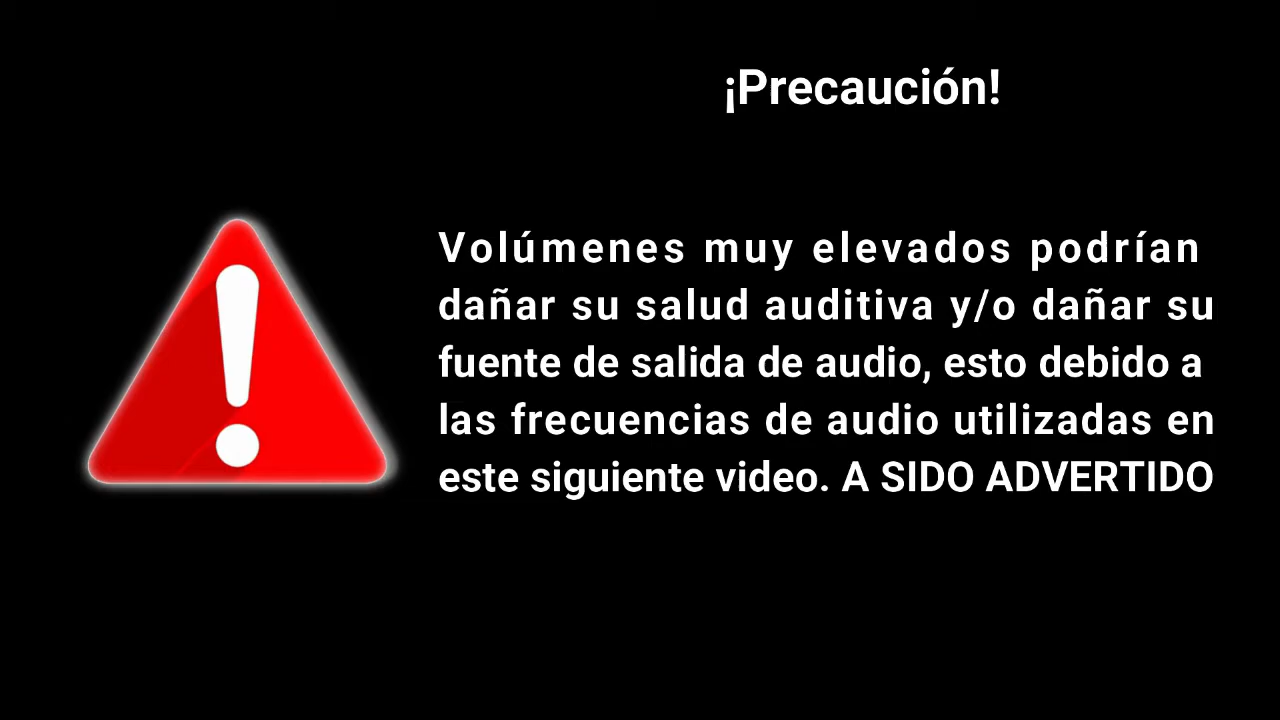 ¡Precaución!
Volúmenes muy elevados podrían
dañar su salud auditiva y/o dañar su
fuente de salida de audio, esto debido a
las frecuencias de audio utilizadas en
este siguiente video. A SIDO ADVERTIDO